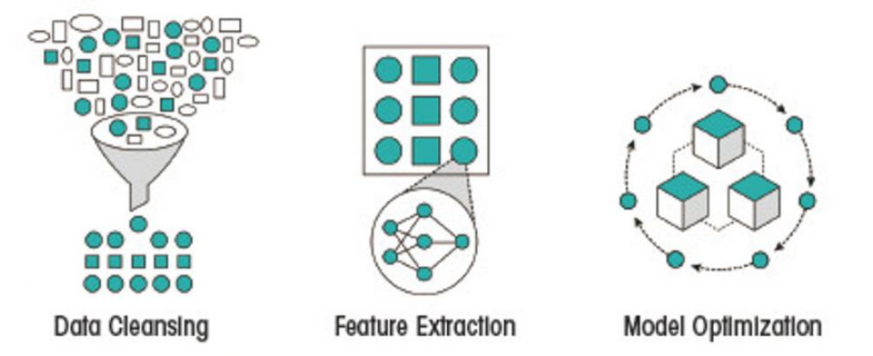 Data Cleansing
Feature Extraction
Model Optimization